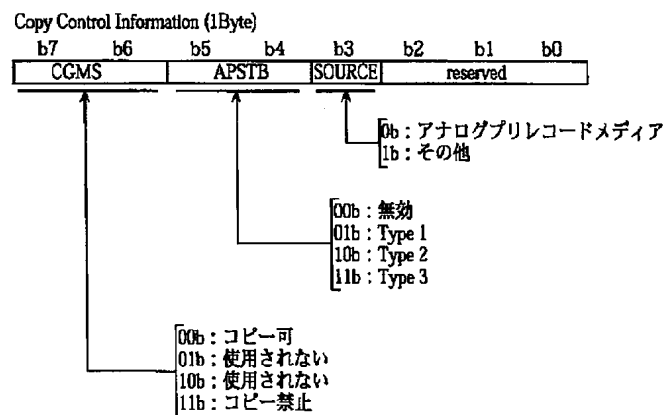 Copy Control Information (1Byte)
b7 b6 b5 b4 b3 b2 b1 b0
CGMS APSTB SOURCE reserved
0b : アナログプリレコードメディア
1b : その他
00b : 無効
01b : Type 1
10b : Type 2
11b : Type 3
00b : コピー可
01b : 使用されない
10b : 使用されない
11b : コピー禁止